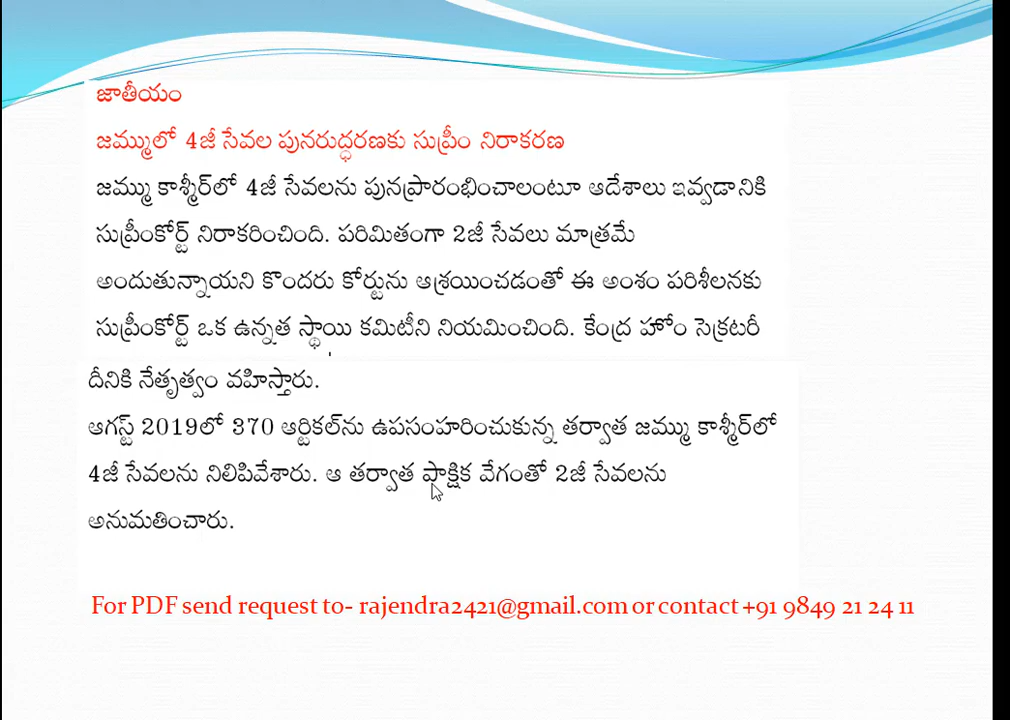 జాతీయం
జమ్ములో 4జీ సేవల పునరుద్ధరణకు సుప్రీం నిరాకరణ
జమ్ము కాశ్మీర్‌లో 4జీ సేవలను పునప్రారంభించాలంటూ ఆదేశాలు ఇవ్వడానికి
సుప్రీంకోర్ట్ నిరాకరించింది. పరిమితంగా 2జీ సేవలు మాత్రమే
అందుతున్నాయని కొందరు కోర్టును ఆశ్రయించడంతో ఈ అంశం పరిశీలనకు
సుప్రీంకోర్ట్ ఒక ఉన్నత స్థాయి కమిటీని నియమించింది. కేంద్ర హోం సెక్రటరీ
దీనికి నేతృత్వం వహిస్తారు.
ఆగస్ట్ 2019లో 370 ఆర్టికల్‌ను ఉపసంహరించుకున్న తర్వాత జమ్ము కాశ్మీర్‌లో
4జీ సేవలను నిలిపివేశారు. ఆ తర్వాత ప్రాక్షిక వేగంతో 2జీ సేవలను
అనుమతించారు.
For PDF send request to- rajendra2421@gmail.com or contact +91 9849 21 24 11